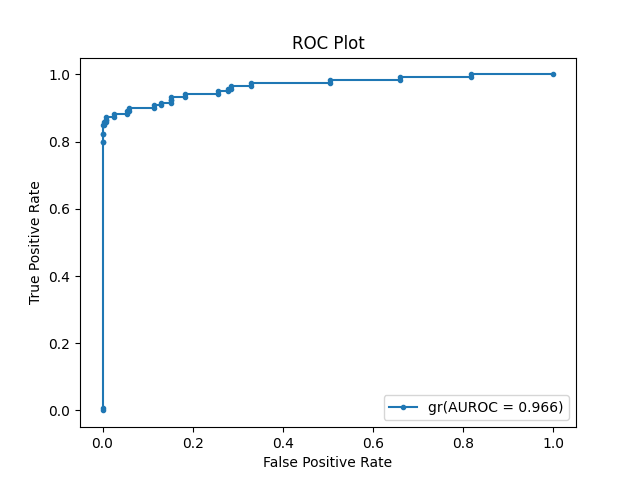 ROC Plot
1.0
0.8
0.6
0.4
0.2
0.0
True Positive Rate
gr(AUROC = 0.966)
0.0 0.2 0.4 0.6 0.8 1.0
False Positive Rate